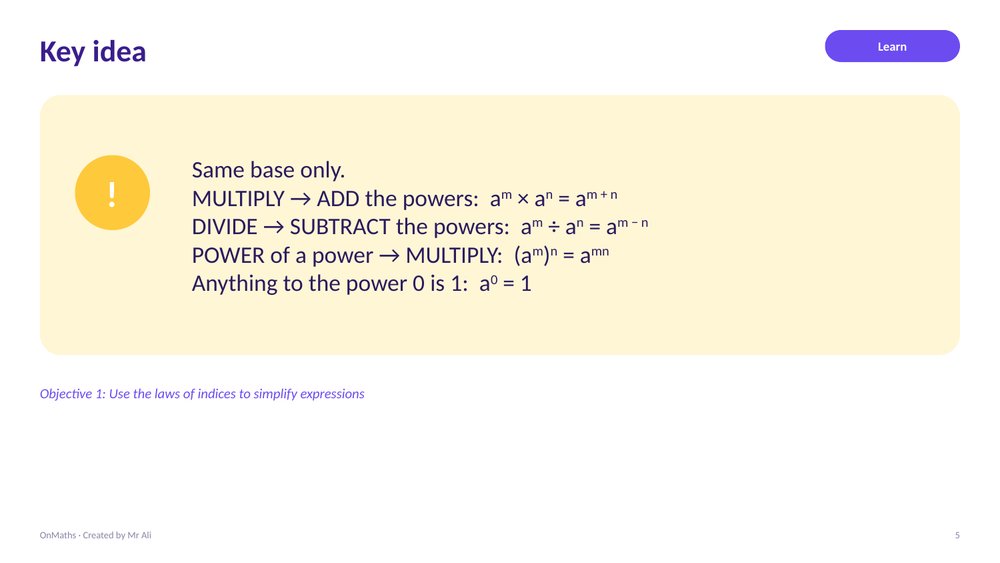 Key idea
Learn
!
Same base only.
MULTIPLY → ADD the powers:  aᵐ × aⁿ = aᵐ ⁺ ⁿ
DIVIDE → SUBTRACT the powers:  aᵐ ÷ aⁿ = aᵐ ⁻ ⁿ
POWER of a power → MULTIPLY:  (aᵐ)ⁿ = aᵐⁿ
Anything to the power 0 is 1:  a⁰ = 1
Objective 1: Use the laws of indices to simplify expressions
OnMaths · Created by Mr Ali
5